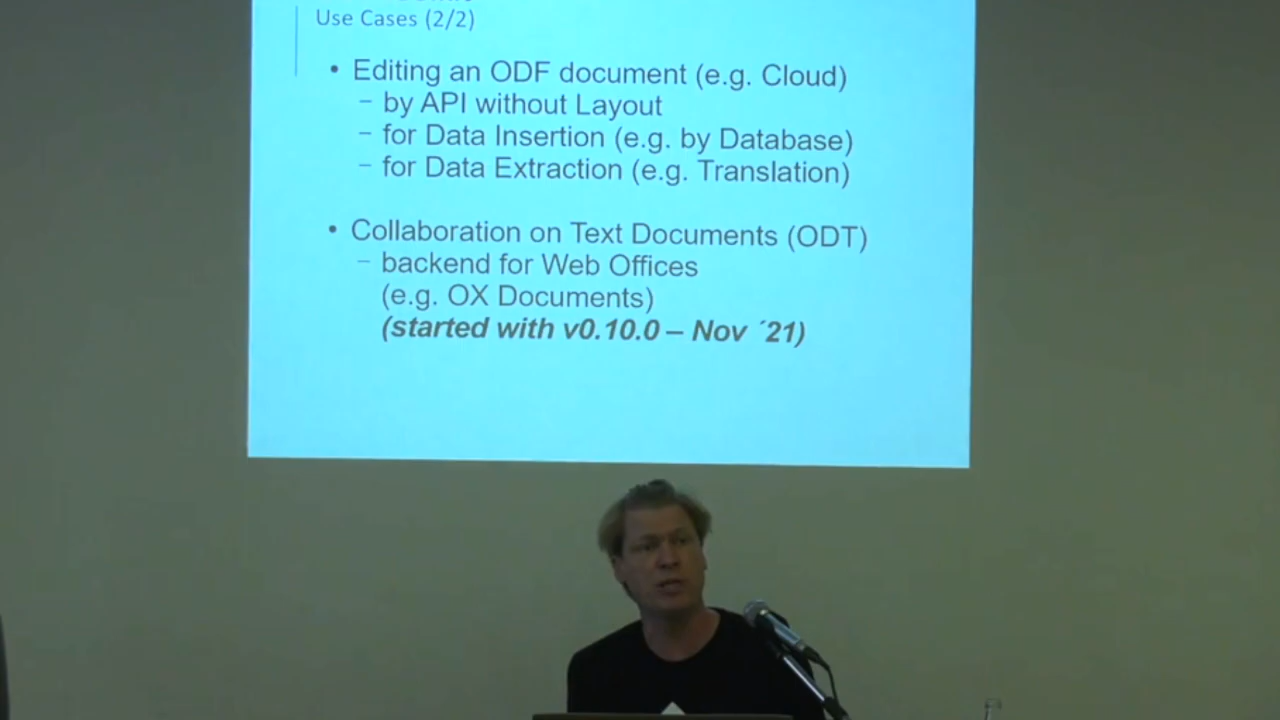 Use Cases (2/2)
• Editing an ODF document (e.g. Cloud)
– by API without Layout
– for Data Insertion (e.g. by Database)
– for Data Extraction (e.g. Translation)
• Collaboration on Text Documents (ODT)
– backend for Web Offices
(e.g. OX Documents)
(started with v0.10.0 – Nov ´21)